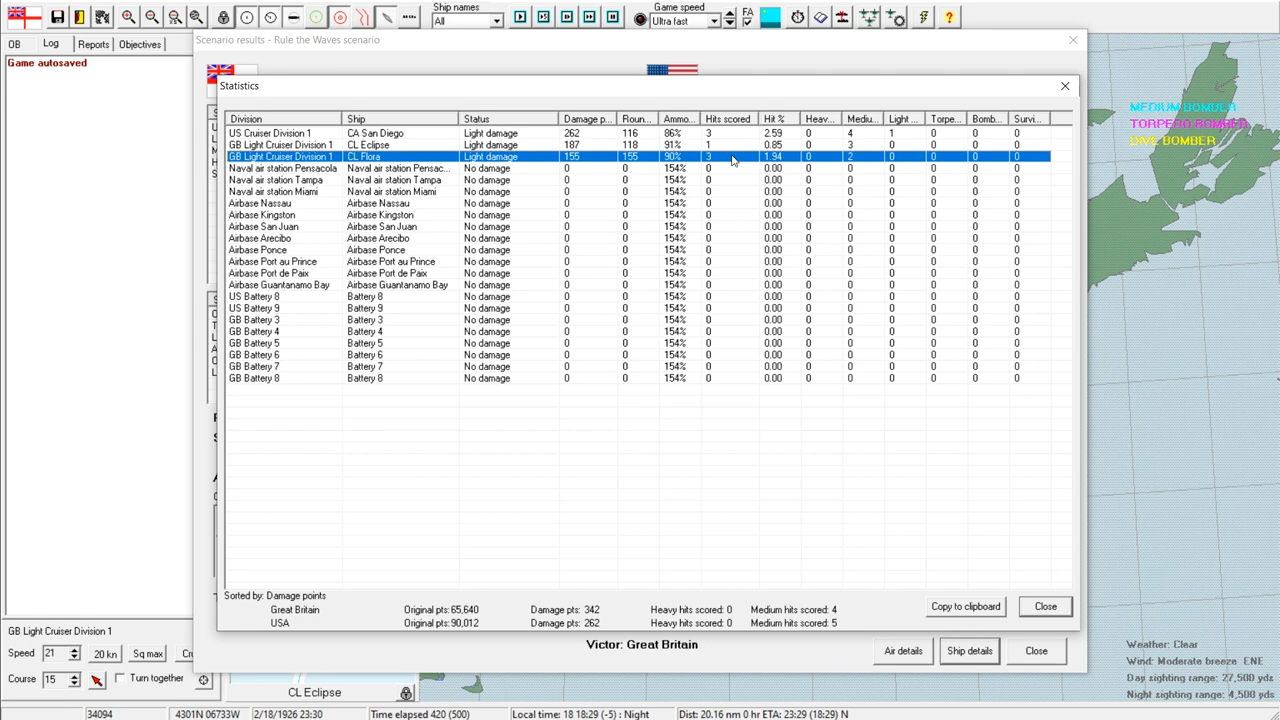 Ship names
All
Game speed
Ultra fast
FA
OB Log Reports Objectives
Game autosaved
Scenario results - Rule the Waves scenario
Statistics
Division Ship Status Damage p... Roun... Ammo... Hits scored Hit % Heav... Mediu... Light ... Torpe... Bomb... Survi...
US Cruiser Division 1 CA San Diego Light damage 262 116 86% 3 2.59 0 4 1 0 0 0
GB Light Cruiser Division 1 CL Eclipse Light damage 187 118 91% 1 0.85 0 3 0 0 0 0
GB Light Cruiser Division 1 CL Flora Light damage 155 155 90% 3 1.94 0 2 0 0 0 0
Naval air station Pensacola Naval air station Pensac... No damage 0 0 154% 0 0.00 0 0 0 0 0 0
Naval air station Tampa Naval air station Tampa No damage 0 0 154% 0 0.00 0 0 0 0 0 0
Naval air station Miami Naval air station Miami No damage 0 0 154% 0 0.00 0 0 0 0 0 0
Airbase Nassau Airbase Nassau No damage 0 0 154% 0 0.00 0 0 0 0 0 0
Airbase Kingston Airbase Kingston No damage 0 0 154% 0 0.00 0 0 0 0 0 0
Airbase San Juan Airbase San Juan No damage 0 0 154% 0 0.00 0 0 0 0 0 0
Airbase Arecibo Airbase Arecibo No damage 0 0 154% 0 0.00 0 0 0 0 0 0
Airbase Ponce Airbase Ponce No damage 0 0 154% 0 0.00 0 0 0 0 0 0
Airbase Port au Prince Airbase Port au Prince No damage 0 0 154% 0 0.00 0 0 0 0 0 0
Airbase Port de Paix Airbase Port de Paix No damage 0 0 154% 0 0.00 0 0 0 0 0 0
Airbase Guantanamo Bay Airbase Guantanamo Bay No damage 0 0 154% 0 0.00 0 0 0 0 0 0
US Battery 8 Battery 8 No damage 0 0 154% 0 0.00 0 0 0 0 0 0
US Battery 9 Battery 9 No damage 0 0 154% 0 0.00 0 0 0 0 0 0
GB Battery 3 Battery 3 No damage 0 0 154% 0 0.00 0 0 0 0 0 0
GB Battery 4 Battery 4 No damage 0 0 154% 0 0.00 0 0 0 0 0 0
GB Battery 5 Battery 5 No damage 0 0 154% 0 0.00 0 0 0 0 0 0
GB Battery 6 Battery 6 No damage 0 0 154% 0 0.00 0 0 0 0 0 0
GB Battery 7 Battery 7 No damage 0 0 154% 0 0.00 0 0 0 0 0 0
GB Battery 8 Battery 8 No damage 0 0 154% 0 0.00 0 0 0 0 0 0
Sorted by: Damage points
Great Britain Original pts:65,640 Damage pts: 342 Heavy hits scored: 0 Medium hits scored: 4
USA Original pts:90,012 Damage pts: 262 Heavy hits scored: 0 Medium hits scored: 5
Copy to clipboard Close
Victor: Great Britain
Air details Ship details Close
MEDIUM BOMBER
TORPEDO BOMBER
DIVE BOMBER
GB Light Cruiser Division 1
Speed 21 20 kn Sq max Cru
Course 15 Turn together
CL Eclipse
Weather: Clear
Wind: Moderate breeze ENE
Day sighting range: 27,500 yds
Night sighting range: 4,500 yds
34094 4301N 06733W 2/18/1926 23:30 Time elapsed 420 (500) Local time: 18 18:29 (-5) : Night Dist: 20.16 nm 0 hr ETA: 23:29 (18:29) N